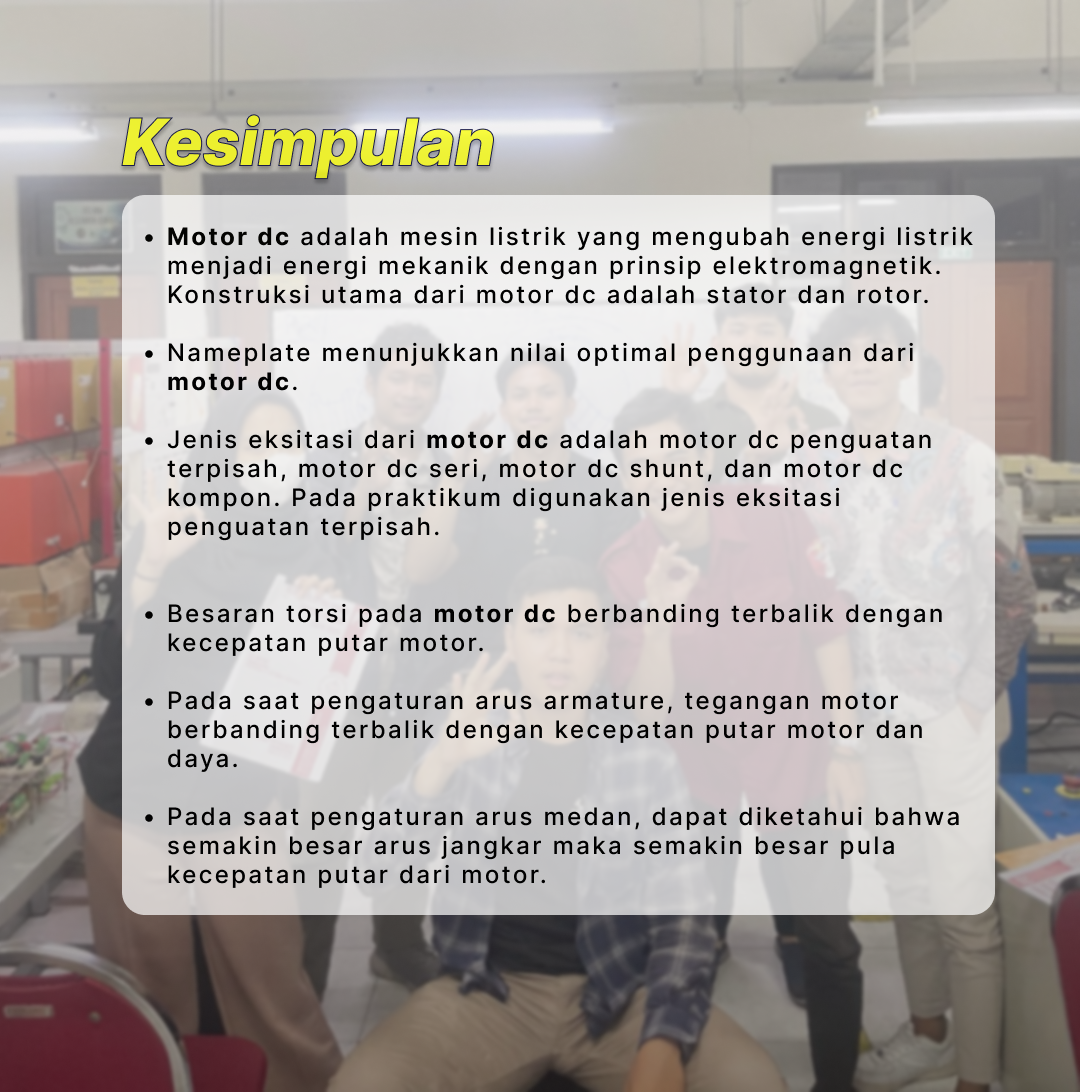 Kesimpulan
• Motor dc adalah mesin listrik yang mengubah energi listrik
menjadi energi mekanik dengan prinsip elektromagnetik.
Konstruksi utama dari motor dc adalah stator dan rotor.
• Nameplate menunjukkan nilai optimal penggunaan dari
motor dc.
• Jenis eksitasi dari motor dc adalah motor dc penguatan
terpisah, motor dc seri, motor dc shunt, dan motor dc
kompon. Pada praktikum digunakan jenis eksitasi
penguatan terpisah.
• Besaran torsi pada motor dc berbanding terbalik dengan
kecepatan putar motor.
• Pada saat pengaturan arus armature, tegangan motor
berbanding terbalik dengan kecepatan putar motor dan
daya.
• Pada saat pengaturan arus medan, dapat diketahui bahwa
semakin besar arus jangkar maka semakin besar pula
kecepatan putar dari motor.